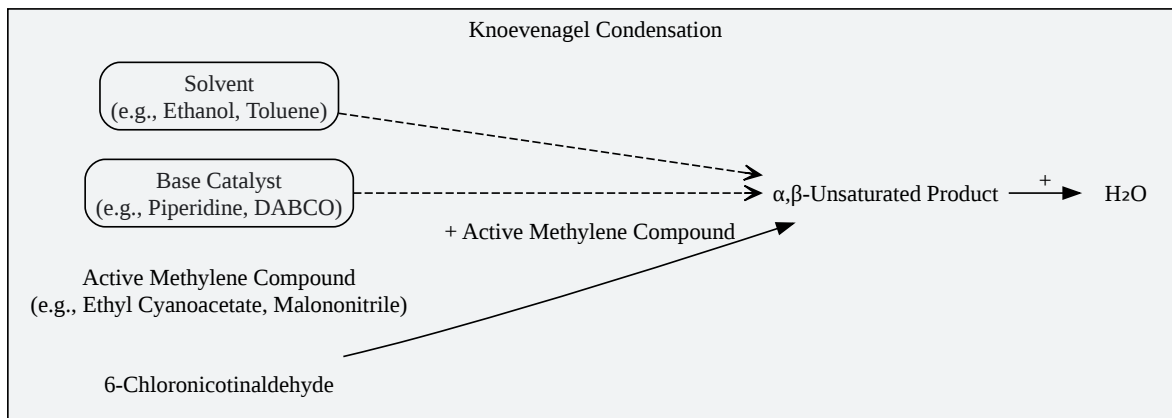 Knoevenagel Condensation
Solvent
(e.g., Ethanol, Toluene)
Base Catalyst
(e.g., Piperidine, DABCO)
α,β-Unsaturated Product
+
H₂O
+ Active Methylene Compound
Active Methylene Compound
(e.g., Ethyl Cyanoacetate, Malononitrile)
6-Chloronicotinaldehyde